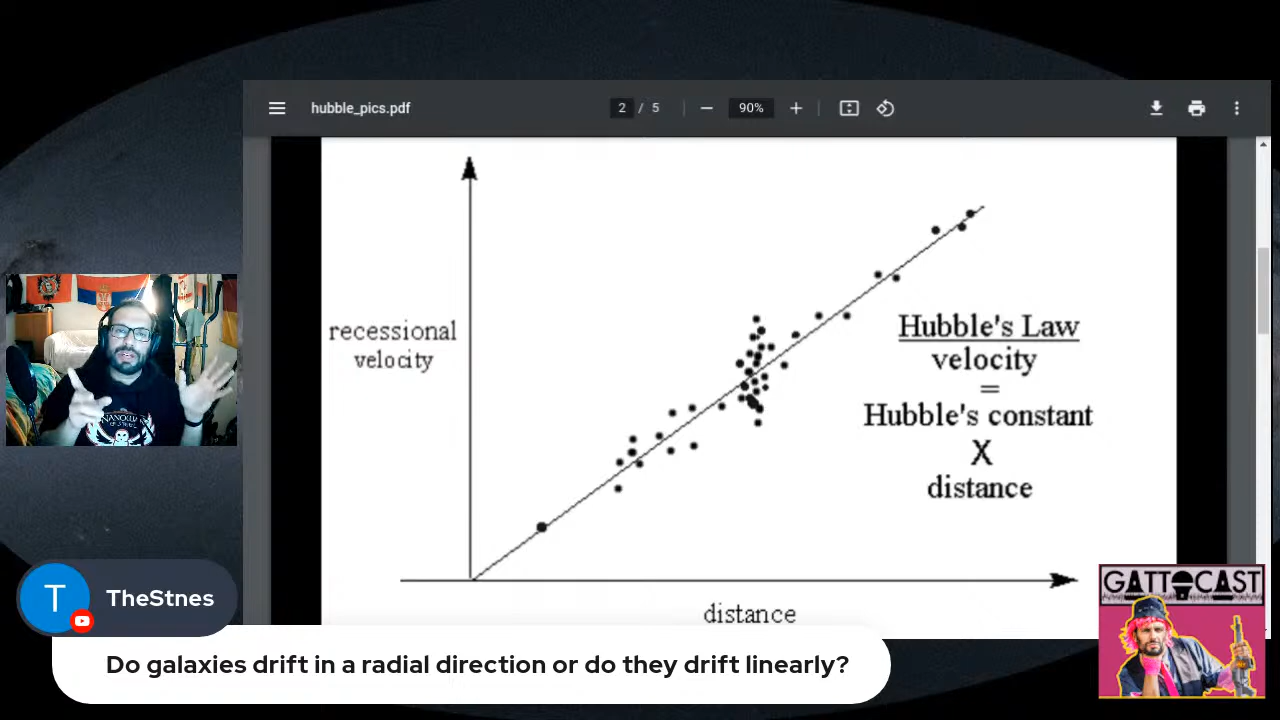 hubble_pics.pdf
2 / 5
90%
recessional
velocity
Hubble's Law
velocity
=
Hubble's constant
X
distance
distance
T
TheStnes
Do galaxies drift in a radial direction or do they drift linearly?
GATTOCAST